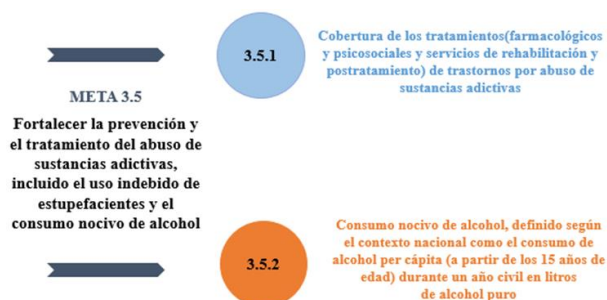 META 3.5
Fortalecer la prevención y
el tratamiento del abuso de
sustancias adictivas,
incluido el uso indebido de
estupefacientes y el
consumo nocivo de alcohol
3.5.1
Cobertura de los tratamientos(farmacológicos
y psicosociales y servicios de rehabilitación y
postratamiento) de trastornos por abuso de
sustancias adictivas
3.5.2
Consumo nocivo de alcohol, definido según
el contexto nacional como el consumo de
alcohol per cápita (a partir de los 15 años de
edad) durante un año civil en litros
de alcohol puro